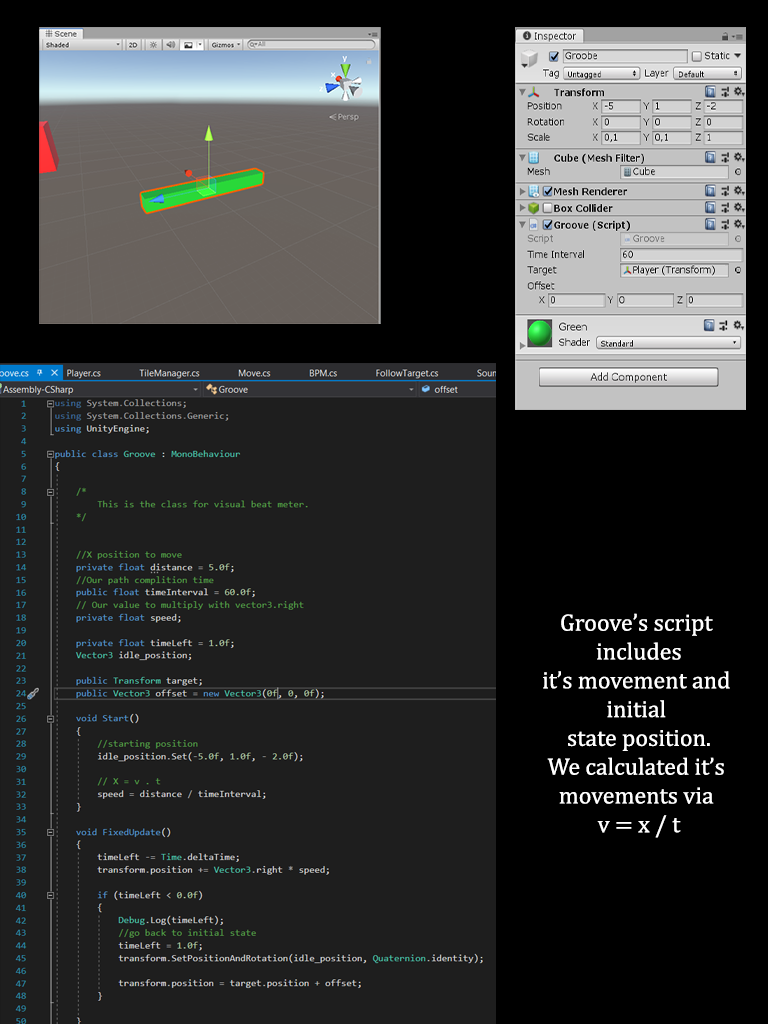 Scene
Shaded 2D Gizmos All
y
x
Persp
Inspector
Groobe Static
Tag Untagged Layer Default
Transform
Position X -5 Y 1 Z -2
Rotation X 0 Y 0 Z 0
Scale X 0,1 Y 0,1 Z 1
Cube (Mesh Filter)
Mesh Cube
Mesh Renderer
Box Collider
Groove (Script)
Script Groove
Time Interval 60
Target Player (Transform)
Offset
X 0 Y 0 Z 0
Green
Shader Standard
Add Component
oove.cs Player.cs TileManager.cs Move.cs BPM.cs FollowTarget.cs Soun
Assembly-CSharp Groove offset
1 using System.Collections;
2 using System.Collections.Generic;
3 using UnityEngine;
4
5 public class Groove : MonoBehaviour
6 {
7
8 /*
9 This is the class for visual beat meter.
10 */
11
12
13 //X position to move
14 private float distance = 5.0f;
15 //Our path complition time
16 public float timeInterval = 60.0f;
17 // Our value to multiply with vector3.right
18 private float speed;
19
20 private float timeLeft = 1.0f;
21 Vector3 idle_position;
22
23 public Transform target;
24 public Vector3 offset = new Vector3(0f, 0, 0f);
25
26 void Start()
27 {
28 //starting position
29 idle_position.Set(-5.0f, 1.0f, - 2.0f);
30
31 // X = v . t
32 speed = distance / timeInterval;
33 }
34
35 void FixedUpdate()
36 {
37 timeLeft -= Time.deltaTime;
38 transform.position += Vector3.right * speed;
39
40 if (timeLeft < 0.0f)
41 {
42 Debug.Log(timeLeft);
43 //go back to initial state
44 timeLeft = 1.0f;
45 transform.SetPositionAndRotation(idle_position, Quaternion.identity);
46
47 transform.position = target.position + offset;
48 }
49
50 }
Groove's script
includes
it's movement and
initial
state position.
We calculated it's
movements via
v = x / t